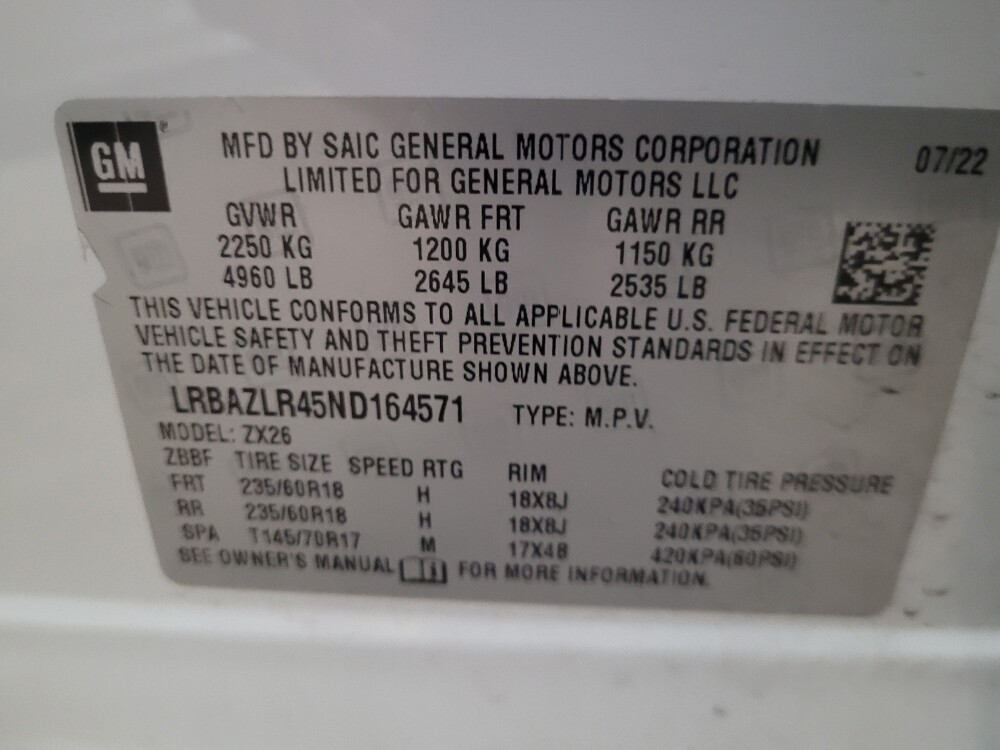 GM
MFD BY SAIC GENERAL MOTORS CORPORATION 07/22
LIMITED FOR GENERAL MOTORS LLC
GVWR GAWR FRT GAWR RR
2250 KG 1200 KG 1150 KG
4960 LB 2645 LB 2535 LB
THIS VEHICLE CONFORMS TO ALL APPLICABLE U.S. FEDERAL MOTOR
VEHICLE SAFETY AND THEFT PREVENTION STANDARDS IN EFFECT ON
THE DATE OF MANUFACTURE SHOWN ABOVE.
LRBAZLR45ND164571 TYPE: M.P.V.
MODEL: ZX26
ZBBF TIRE SIZE SPEED RTG RIM COLD TIRE PRESSURE
FRT 235/60R18 H 18X8J 240KPA(35PSI)
RR 235/60R18 H 18X8J 240KPA(35PSI)
SPA T145/70R17 M 17X4B 420KPA(60PSI)
SEE OWNER'S MANUAL FOR MORE INFORMATION.